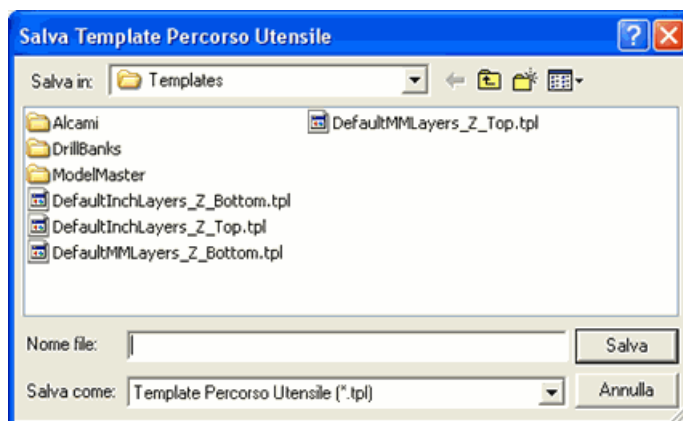 Salva Template Percorso Utensile
Salva in: Templates
Alcami
DrillBanks
ModelMaster
DefaultInchLayers_Z_Bottom.tpl
DefaultInchLayers_Z_Top.tpl
DefaultMMLayers_Z_Bottom.tpl
DefaultMMLayers_Z_Top.tpl
Nome file: Salva
Salva come: Template Percorso Utensile (*.tpl) Annulla